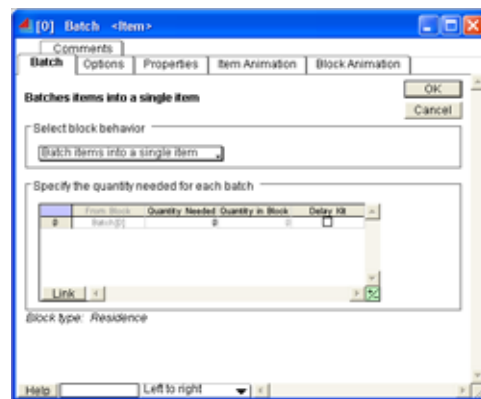 [0] Batch <Item>
Comments
Batch Options Properties Item Animation Block Animation
Batches items into a single item
OK
Cancel
Select block behavior
Batch items into a single item
Specify the quantity needed for each batch
From Block Quantity Needed Quantity in Block Delay Kit
0 Batch[0] 0 0
Link
Block type: Residence
Help Left to right